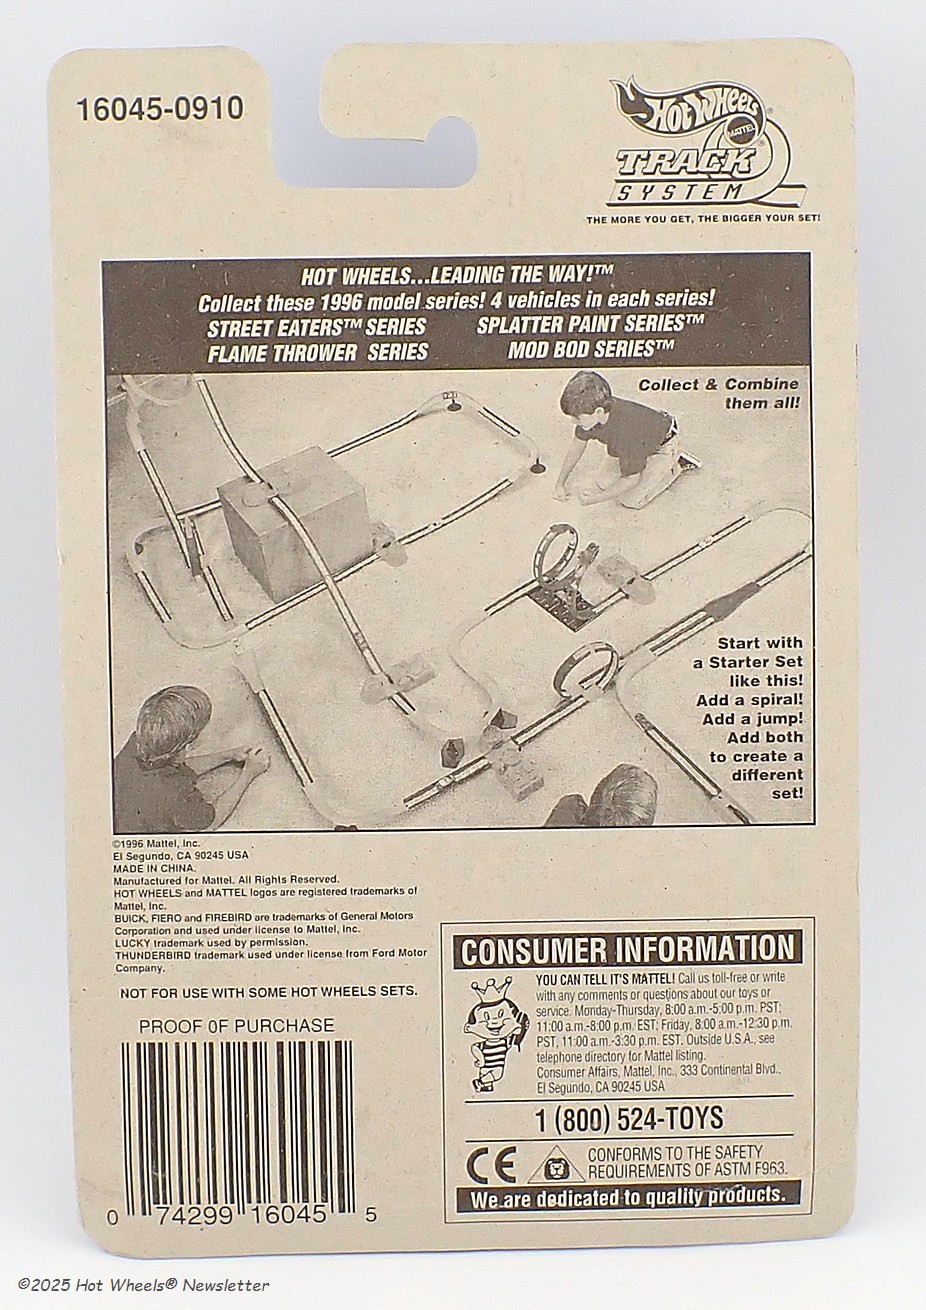 16045-0910
HOT WHEELS®
MATTEL®
TRACK
SYSTEM
THE MORE YOU GET, THE BIGGER YOUR SET!
HOT WHEELS...LEADING THE WAY!™
Collect these 1996 model series! 4 vehicles in each series!
STREET EATERS™ SERIES SPLATTER PAINT SERIES™
FLAME THROWER SERIES MOD BOD SERIES™
Collect & Combine
them all!
Start with
a Starter Set
like this!
Add a spiral!
Add a jump!
Add both
to create a
different
set!
©1996 Mattel, Inc.
El Segundo, CA 90245 USA
MADE IN CHINA.
Manufactured for Mattel. All Rights Reserved.
HOT WHEELS and MATTEL logos are registered trademarks of
Mattel, Inc.
BUICK, FIERO and FIREBIRD are trademarks of General Motors
Corporation and used under license to Mattel, Inc.
LUCKY trademark used by permission.
THUNDERBIRD trademark used under license from Ford Motor
Company.
NOT FOR USE WITH SOME HOT WHEELS SETS.
PROOF OF PURCHASE
0 74299 16045 5
CONSUMER INFORMATION
YOU CAN TELL IT'S MATTEL! Call us toll-free or write
with any comments or questions about our toys or
service. Monday-Thursday, 8:00 a.m.-5:00 p.m. PST;
11:00 a.m.-8:00 p.m. EST: Friday, 8:00 a.m.-12:30 p.m.
PST, 11:00 a.m.-3:30 p.m. EST. Outside U.S.A., see
telephone directory for Mattel listing.
Consumer Affairs, Mattel, Inc., 333 Continental Blvd.,
El Segundo, CA 90245 USA
1 (800) 524-TOYS
CE
CONFORMS TO THE SAFETY
REQUIREMENTS OF ASTM F963.
We are dedicated to quality products.
©2025 Hot Wheels® Newsletter